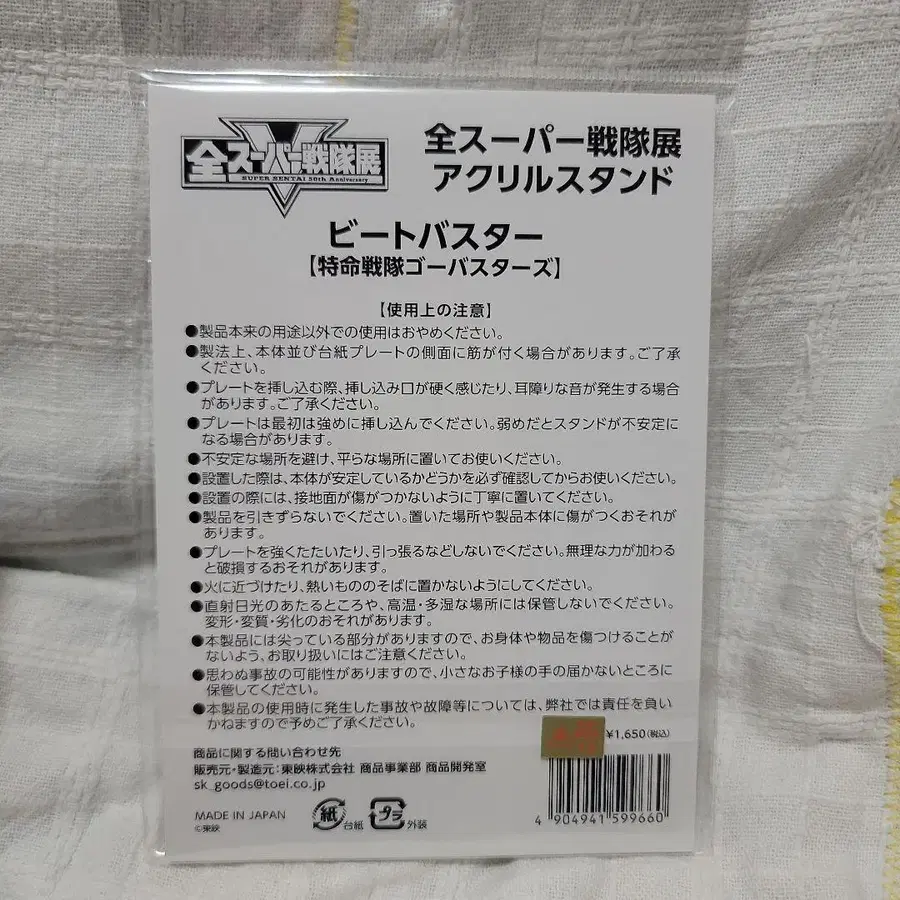 全スーパー戦隊展
SUPER SENTAI 50th Anniversary
全スーパー戦隊展
アクリルスタンド
ビートバスター
【特命戦隊ゴーバスターズ】
【使用上の注意】
●製品本来の用途以外での使用はおやめください。
●製法上、本体並び台紙プレートの側面に筋が付く場合があります。ご了承
ください。
●プレートを挿し込む際、挿し込み口が硬く感じたり、耳障りな音が発生する場合
があります。ご了承ください。
●プレートは最初は強めに挿し込んでください。弱めだとスタンドが不安定に
なる場合があります。
●不安定な場所を避け、平らな場所に置いてお使いください。
●設置した際は、本体が安定しているかどうかを必ず確認してからお使いください。
●設置の際には、接地面が傷がつかないように丁寧に置いてください。
●製品を引きずらないでください。置いた場所や製品本体に傷がつくおそれが
あります。
●プレートを強くたたいたり、引っ張るなどしないでください。無理な力が加わる
と破損するおそれがあります。
●火に近づけたり、熱いもののそばに置かないようにしてください。
●直射日光のあたるところや、高温・多湿な場所には保管しないでください。
変形・変質・劣化のおそれがあります。
●本製品には尖っている部分がありますので、お身体や物品を傷つけることが
ないよう、お取り扱いにはご注意ください。
●思わぬ事故の可能性がありますので、小さなお子様の手の届かないところに
保管してください。
●本製品の使用時に発生した事故や故障等については、弊社では責任を負い
かねますので予めご了承ください。
¥1,650(税込)
商品に関する問い合わせ先
販売元・製造元:東映株式会社 商品事業部 商品開発室
sk_goods@toei.co.jp
MADE IN JAPAN
©東映
紙 台紙
プラ 外装
4 904941 599660